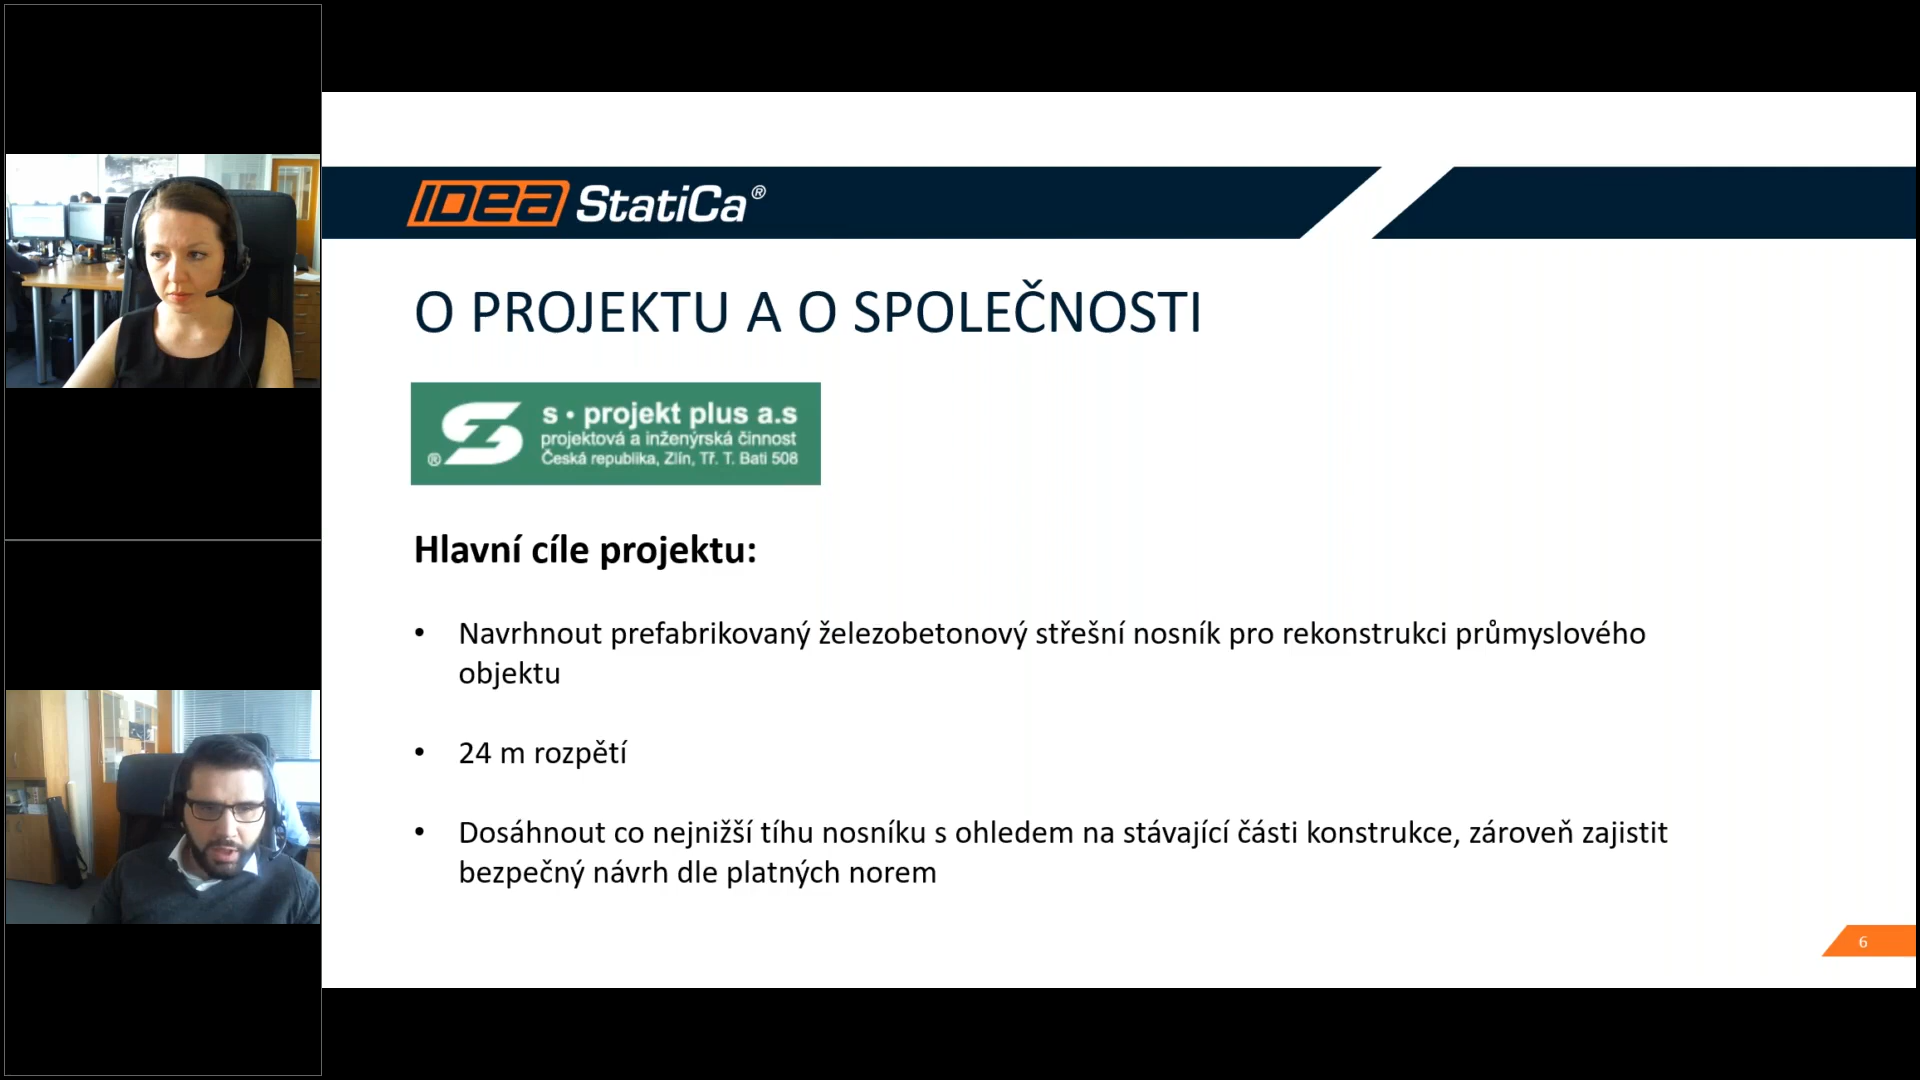 IDEA StatiCa®
O PROJEKTU A O SPOLEČNOSTI
s • projekt plus a.s
projektová a inženýrská činnost
® Česká republika, Zlín, Tř. T. Bati 508
Hlavní cíle projektu:
• Navrhnout prefabrikovaný železobetonový střešní nosník pro rekonstrukci průmyslového
objektu
• 24 m rozpětí
• Dosáhnout co nejnižší tíhu nosníku s ohledem na stávající části konstrukce, zároveň zajistit
bezpečný návrh dle platných norem
6